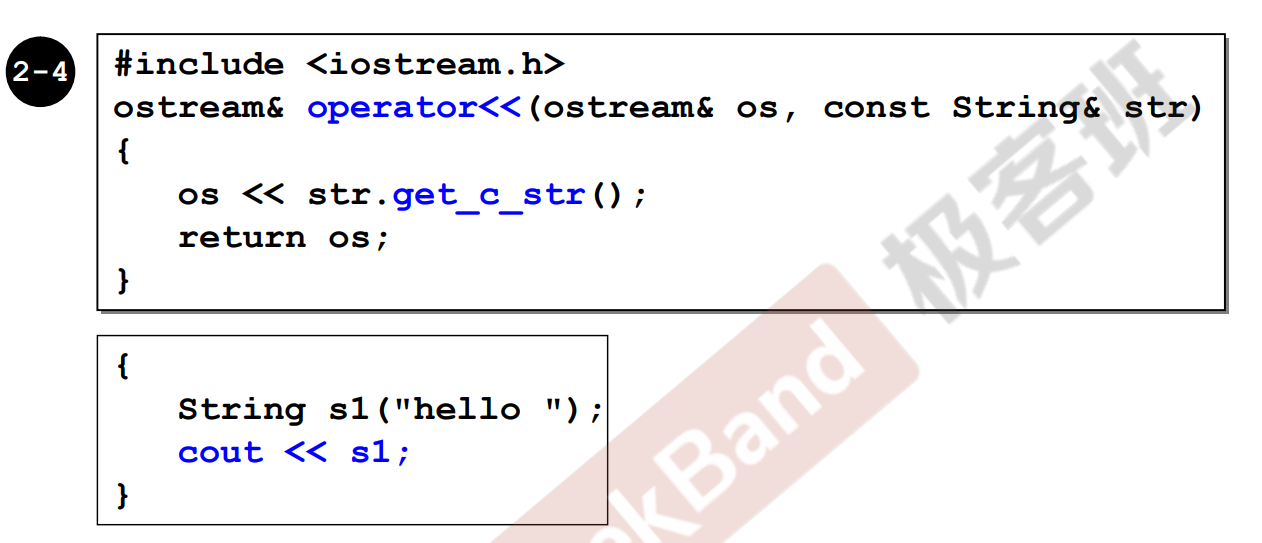 2-4
#include <iostream.h>
ostream& operator<<(ostream& os, const String& str)
{
   os << str.get_c_str();
   return os;
}
{
   String s1("hello ");
   cout << s1;
}
极客班
ekBand